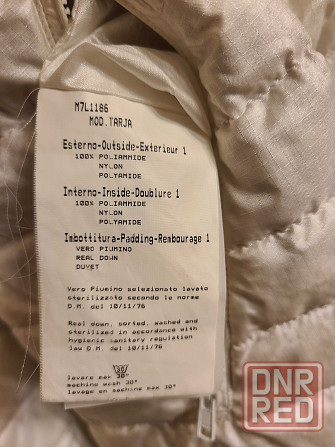 M7L1186
MOD.TARJA
Esterno-Outside-Exterieur 1
100% POLIAMMIDE
NYLON
POLYAMIDE
Interno-Inside-Doublure 1
100% POLIAMMIDE
NYLON
POLYAMIDE
Imbottitura-Padding-Rembourage 1
VERO PIUMINO
REAL DOWN
DUVET
Vero Piumino selezionato lavato
sterilizzato secondo le norme
D.M. del 10/11/76
Real down, sorted, washed and
sterilized in accordance with
hygienic sanitary regulation
law D.M. del 10/11/76
30
lavare max 30°
machine wash 30°
lavage en machine max 30°
DNR
RED